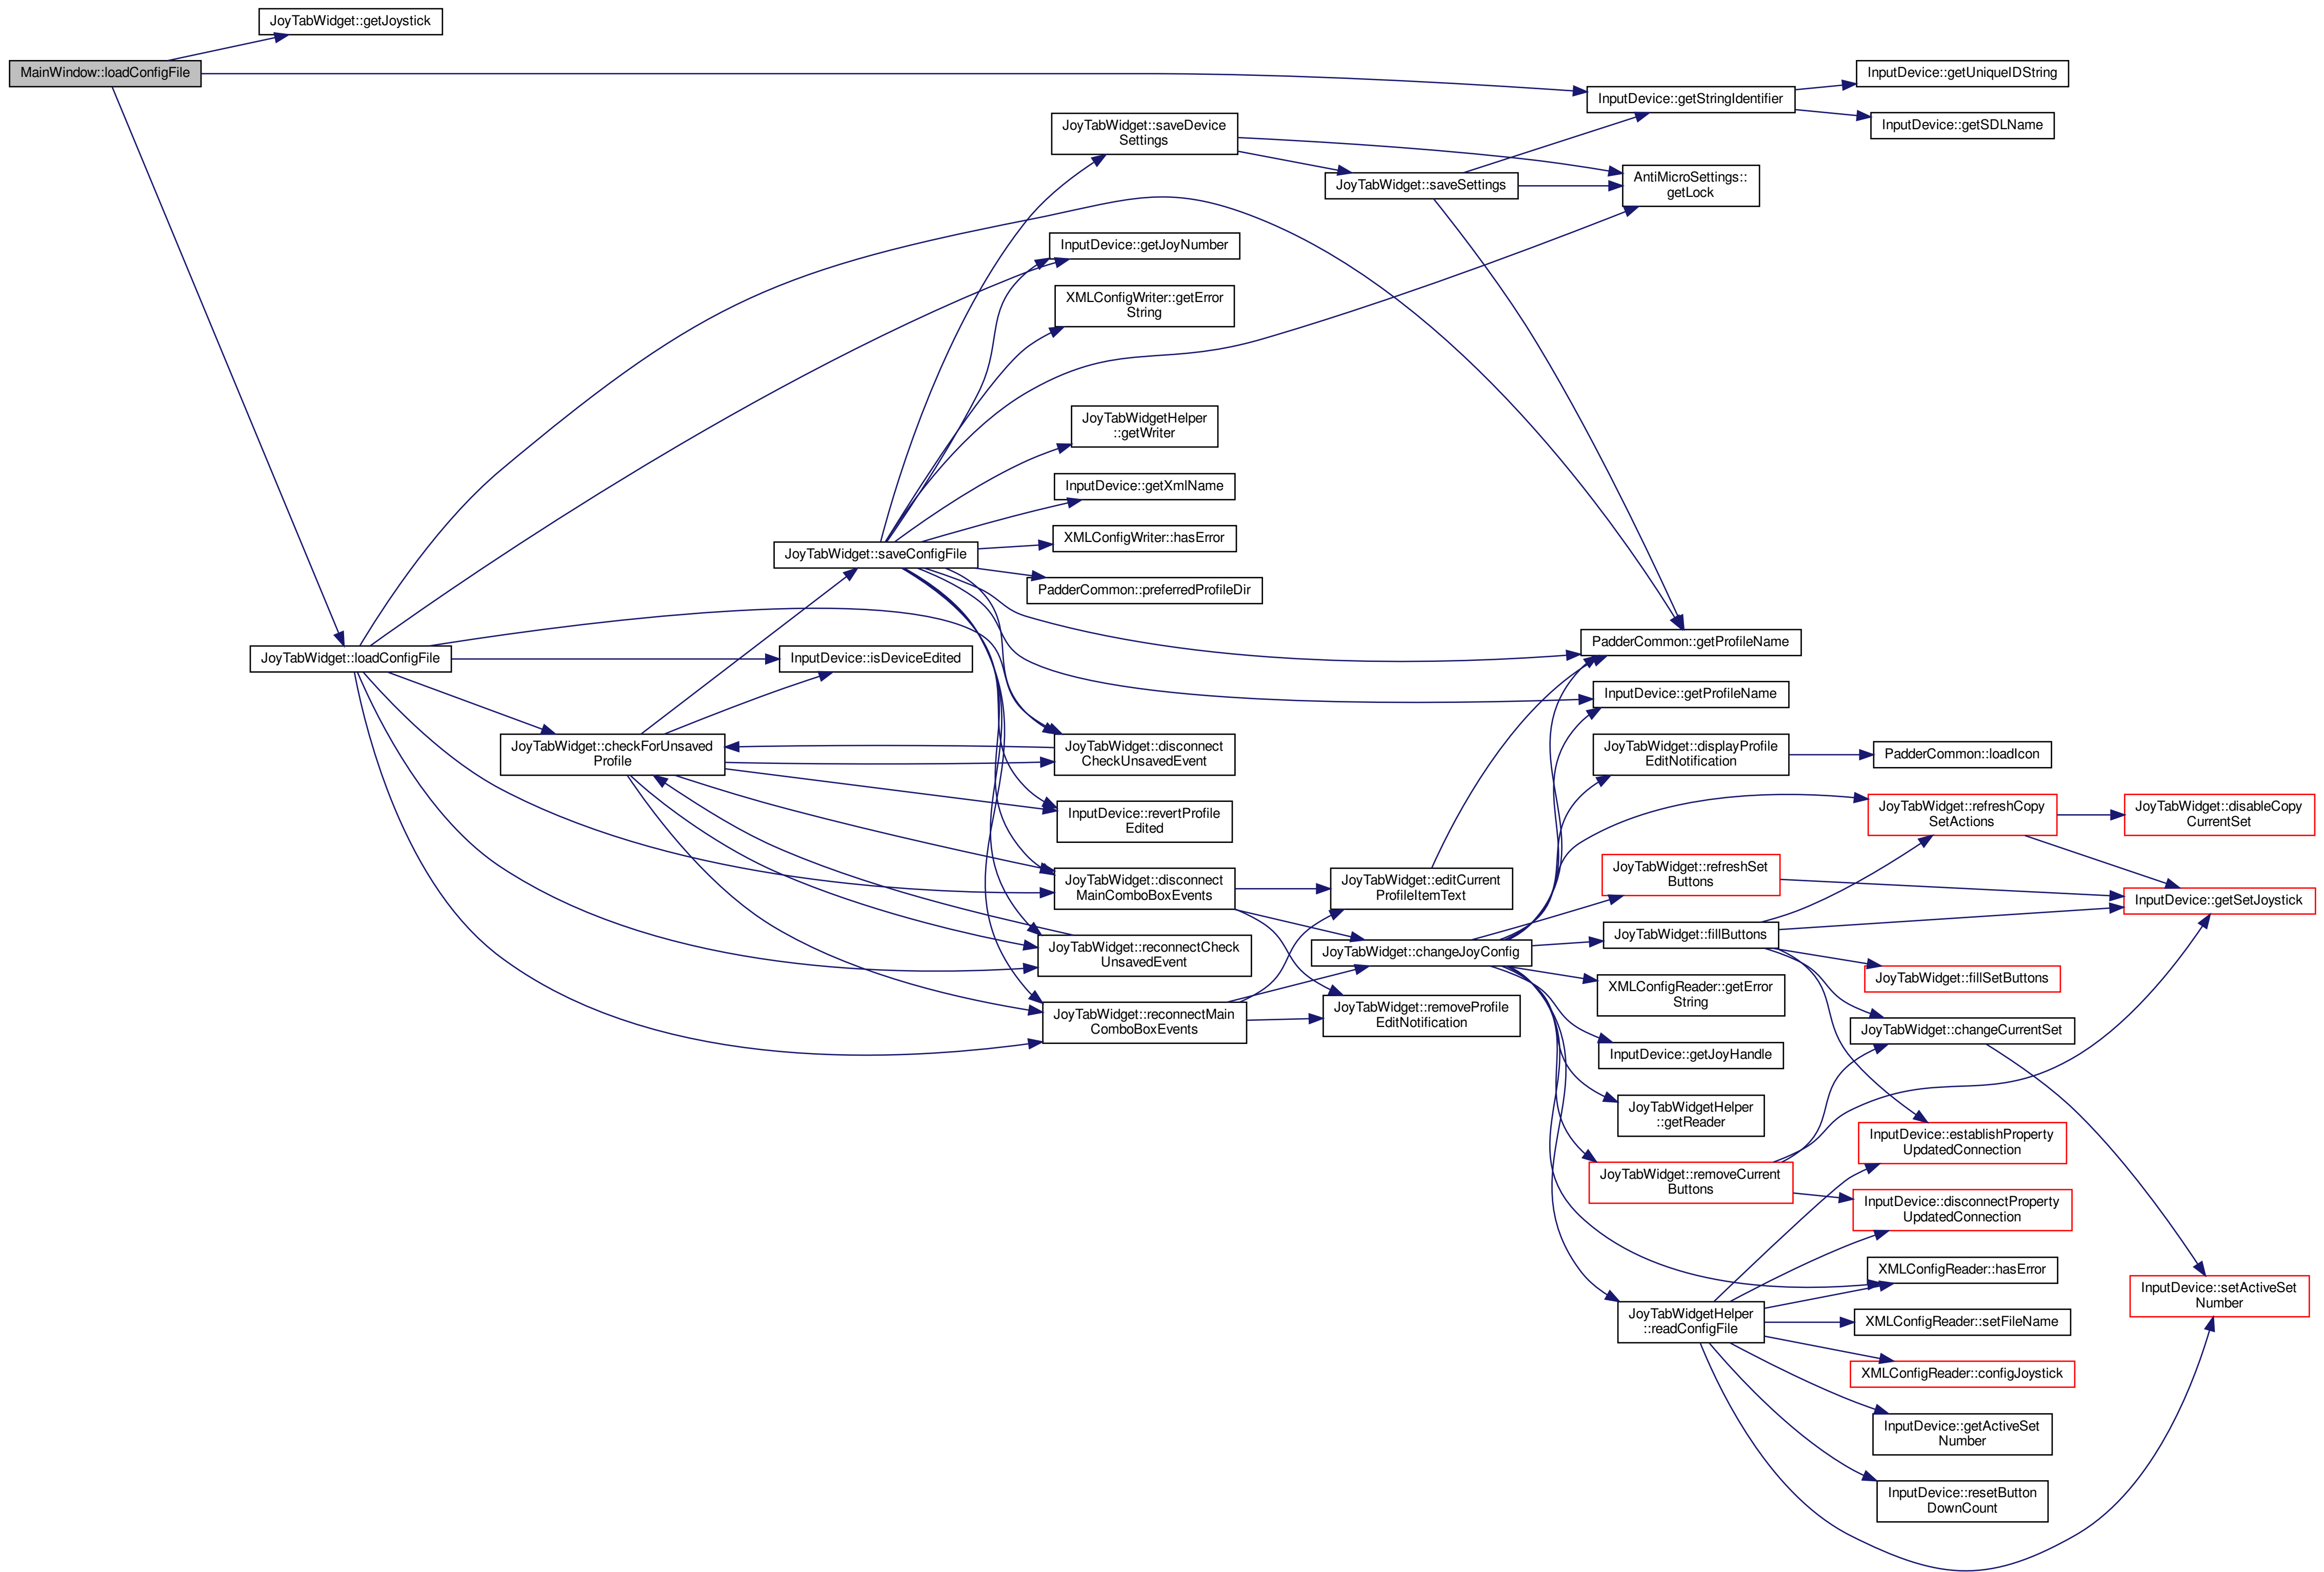 JoyTabWidget::getJoystick
MainWindow::loadConfigFile
InputDevice::getUniqueIDString
InputDevice::getStringIdentifier
InputDevice::getSDLName
JoyTabWidget::saveDevice
Settings
JoyTabWidget::saveSettings
AntiMicroSettings::
getLock
InputDevice::getJoyNumber
XMLConfigWriter::getError
String
JoyTabWidgetHelper
::getWriter
InputDevice::getXmlName
XMLConfigWriter::hasError
JoyTabWidget::saveConfigFile
PadderCommon::preferredProfileDir
PadderCommon::getProfileName
JoyTabWidget::loadConfigFile
InputDevice::isDeviceEdited
InputDevice::getProfileName
JoyTabWidget::checkForUnsaved
Profile
JoyTabWidget::disconnect
CheckUnsavedEvent
JoyTabWidget::displayProfile
EditNotification
PadderCommon::loadIcon
InputDevice::revertProfile
Edited
JoyTabWidget::refreshCopy
SetActions
JoyTabWidget::disableCopy
CurrentSet
JoyTabWidget::disconnect
MainComboBoxEvents
JoyTabWidget::editCurrent
ProfileItemText
JoyTabWidget::refreshSet
Buttons
InputDevice::getSetJoystick
JoyTabWidget::fillButtons
JoyTabWidget::reconnectCheck
UnsavedEvent
JoyTabWidget::changeJoyConfig
JoyTabWidget::fillSetButtons
XMLConfigReader::getError
String
JoyTabWidget::reconnectMain
ComboBoxEvents
JoyTabWidget::removeProfile
EditNotification
JoyTabWidget::changeCurrentSet
InputDevice::getJoyHandle
JoyTabWidgetHelper
::getReader
InputDevice::establishProperty
UpdatedConnection
JoyTabWidget::removeCurrent
Buttons
InputDevice::disconnectProperty
UpdatedConnection
XMLConfigReader::hasError
InputDevice::setActiveSet
Number
JoyTabWidgetHelper
::readConfigFile
XMLConfigReader::setFileName
XMLConfigReader::configJoystick
InputDevice::getActiveSet
Number
InputDevice::resetButton
DownCount